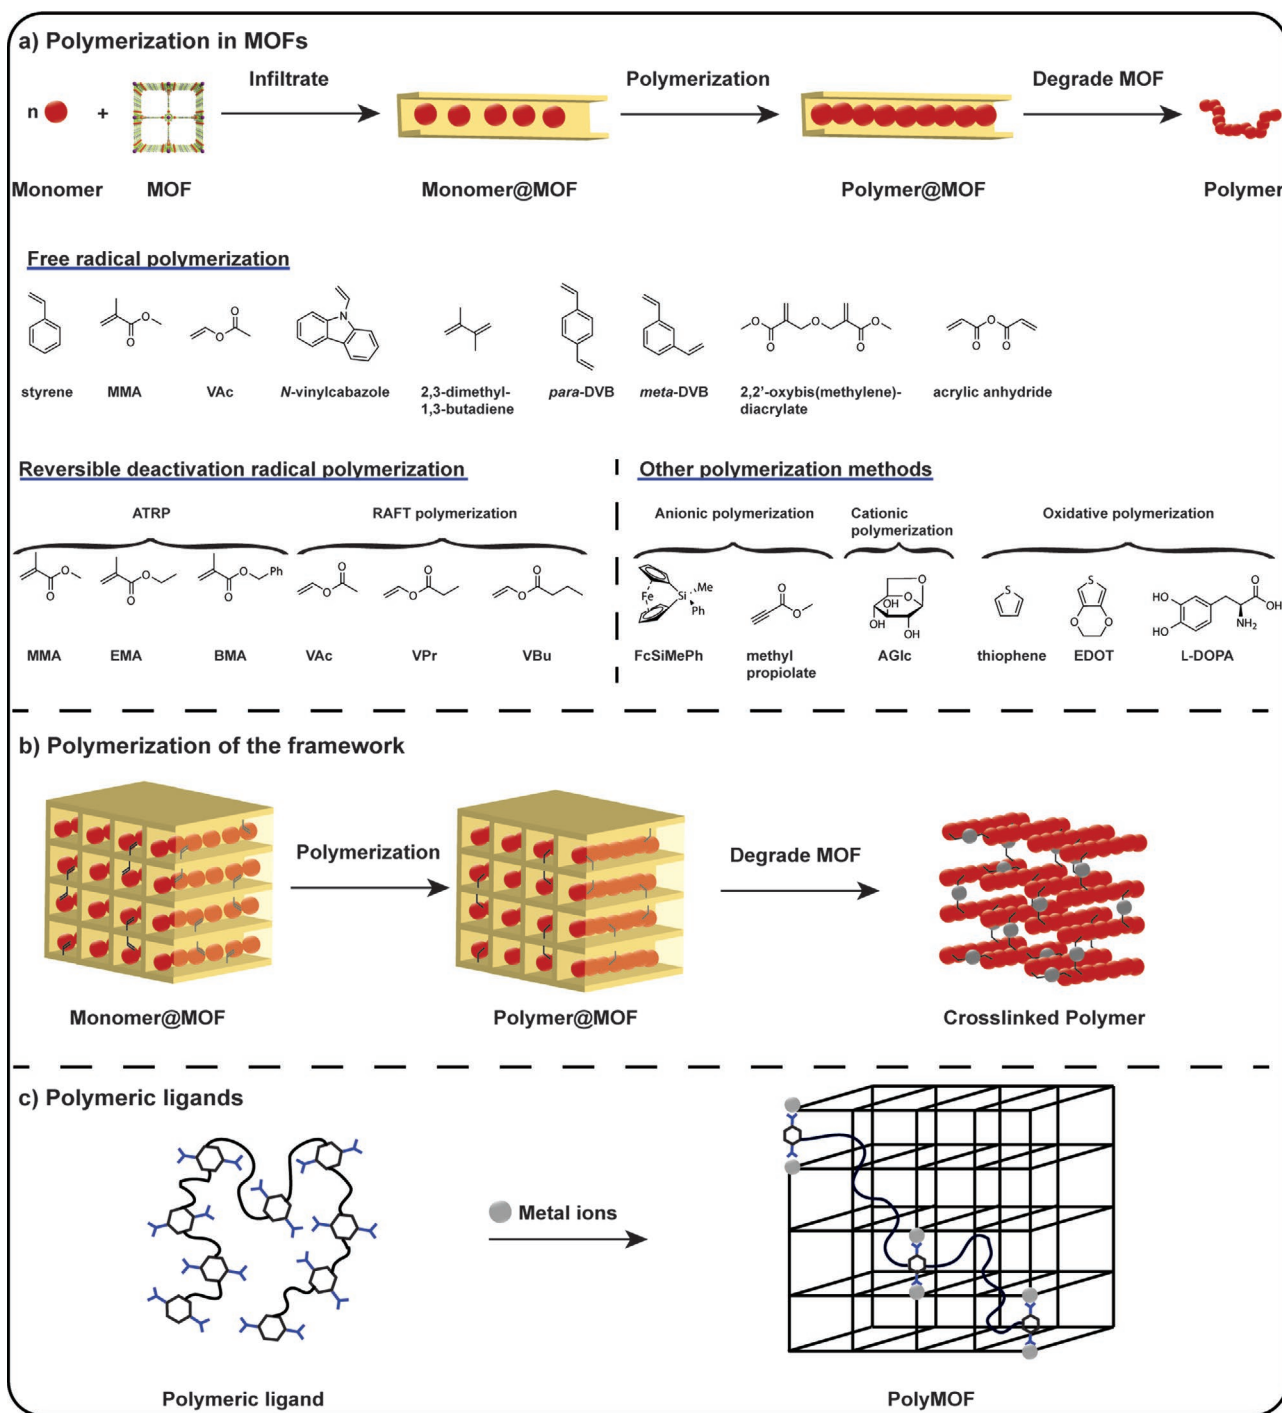 a) Polymerization in MOFs
Infiltrate
Polymerization
Degrade MOF
n
+
Monomer
MOF
Monomer@MOF
Polymer@MOF
Polymer
Free radical polymerization
O
O
O
O
N
O
O
O
O
O
O
O
O
styrene
MMA
VAc
N-vinylcabazole
2,3-dimethyl-
1,3-butadiene
para-DVB
meta-DVB
2,2'-oxybis(methylene)-
diacrylate
acrylic anhydride
Reversible deactivation radical polymerization
Other polymerization methods
ATRP
RAFT polymerization
Anionic polymerization
Cationic
polymerization
Oxidative polymerization
O
O
O
O
O
O
Ph
O
O
O
O
O
O
Fe
Si
Me
Ph
O
O
O
O
OH
OH
OH
S
S
O
O
HO
HO
O
OH
NH2
MMA
EMA
BMA
VAc
VPr
VBu
FcSiMePh
methyl
propiolate
AGlc
thiophene
EDOT
L-DOPA
b) Polymerization of the framework
Polymerization
Degrade MOF
Monomer@MOF
Polymer@MOF
Crosslinked Polymer
c) Polymeric ligands
Metal ions
Polymeric ligand
PolyMOF